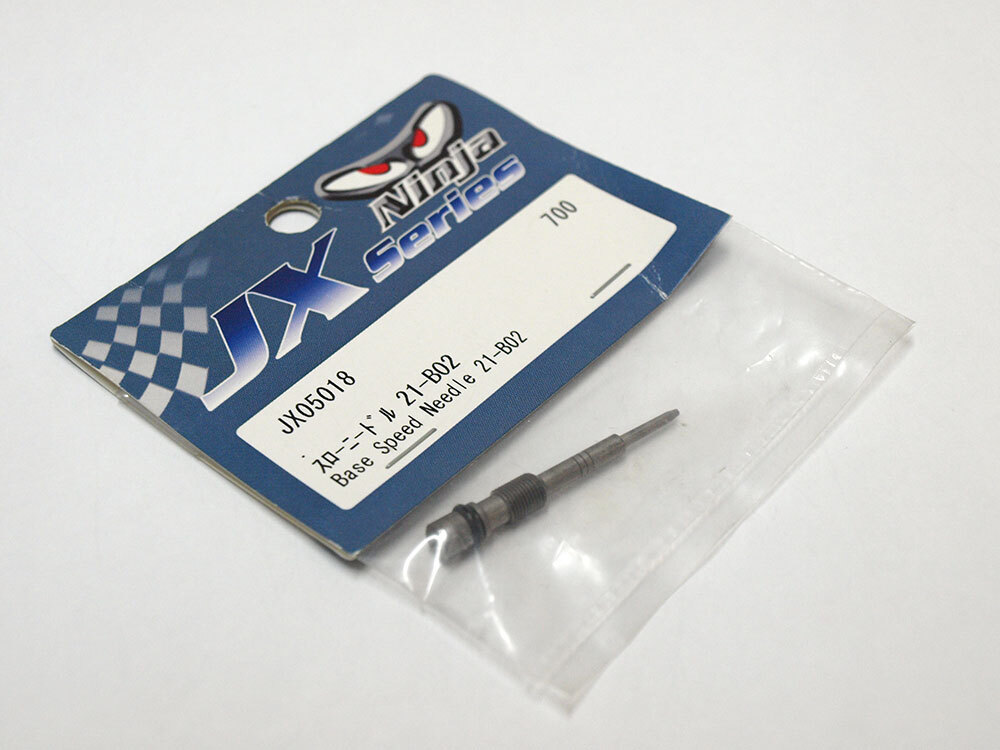 Ninja
JX Series
JX05018
700
スローニードル 21-B02
Base Speed Needle 21-B02